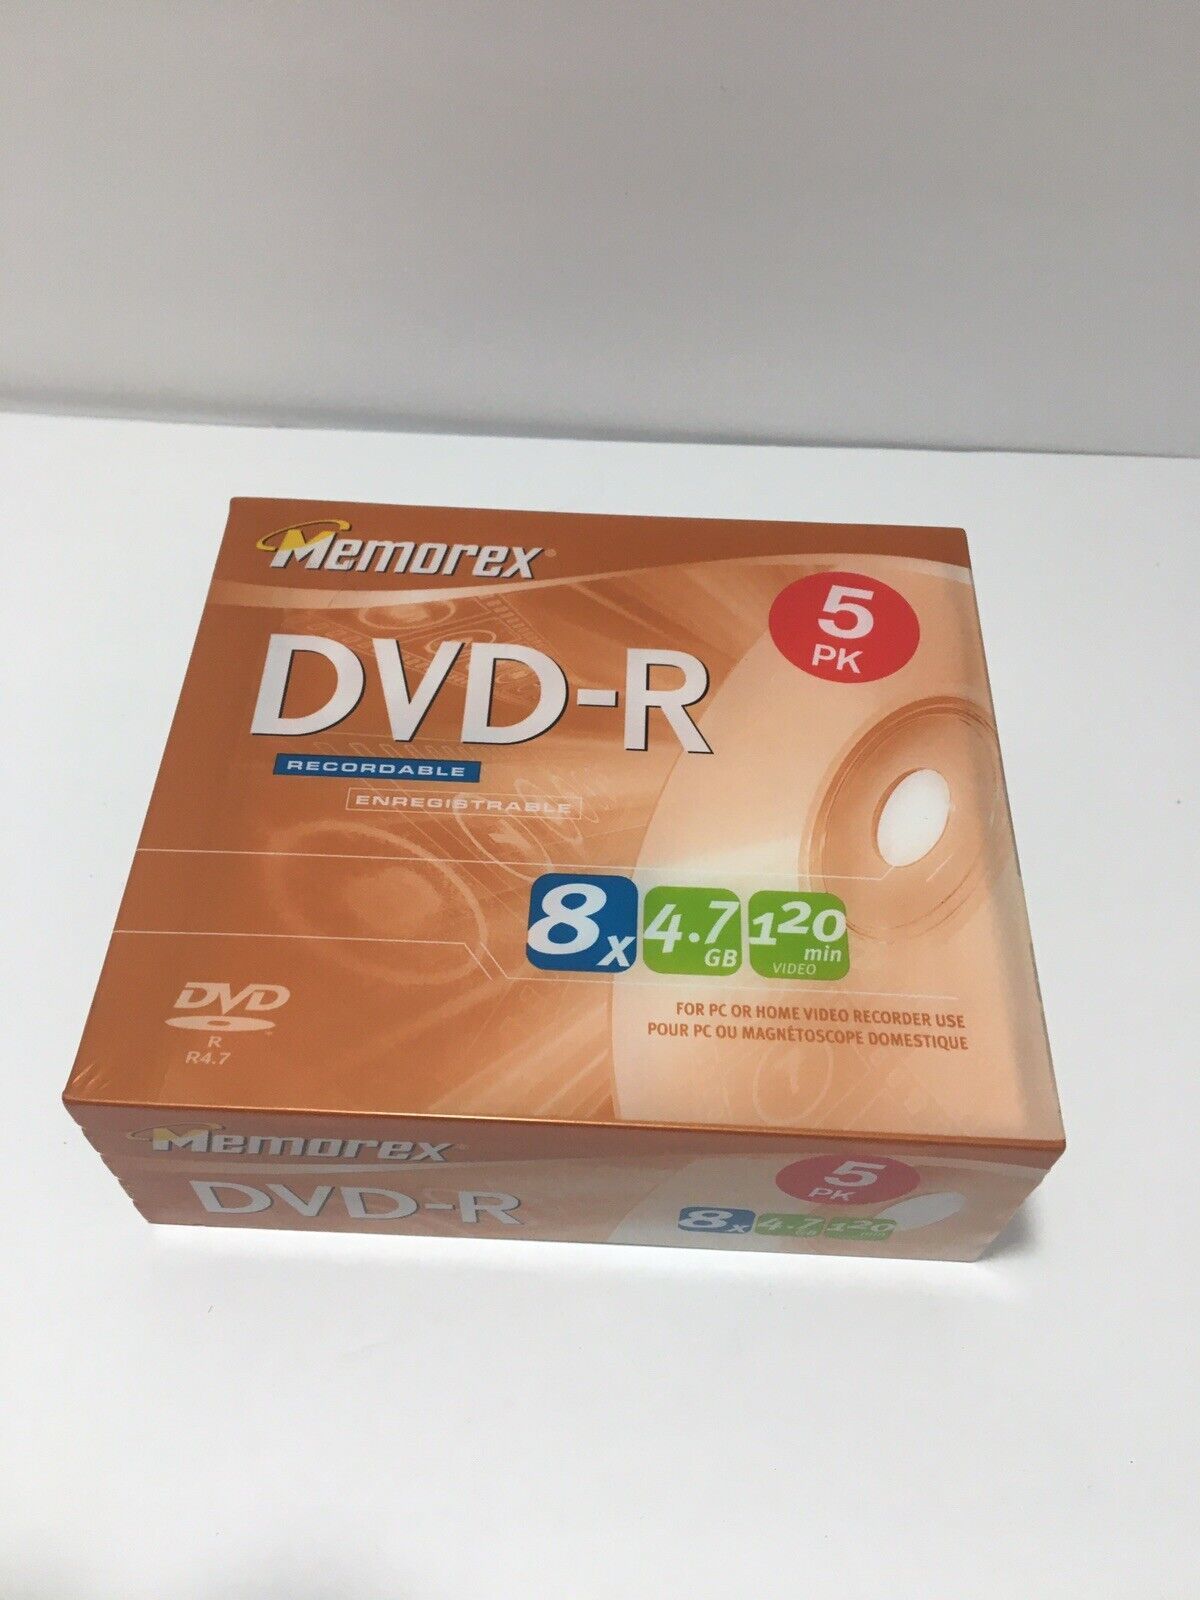 Memorex®
5
PK
DVD-R
RECORDABLE
ENREGISTRABLE
8x
4.7
GB
120
min
VIDEO
FOR PC OR HOME VIDEO RECORDER USE
POUR PC OU MAGNÉTOSCOPE DOMESTIQUE
DVD
R
R4.7
Memorex®
DVD-R
5
PK
8x
4.7
GB
120
min